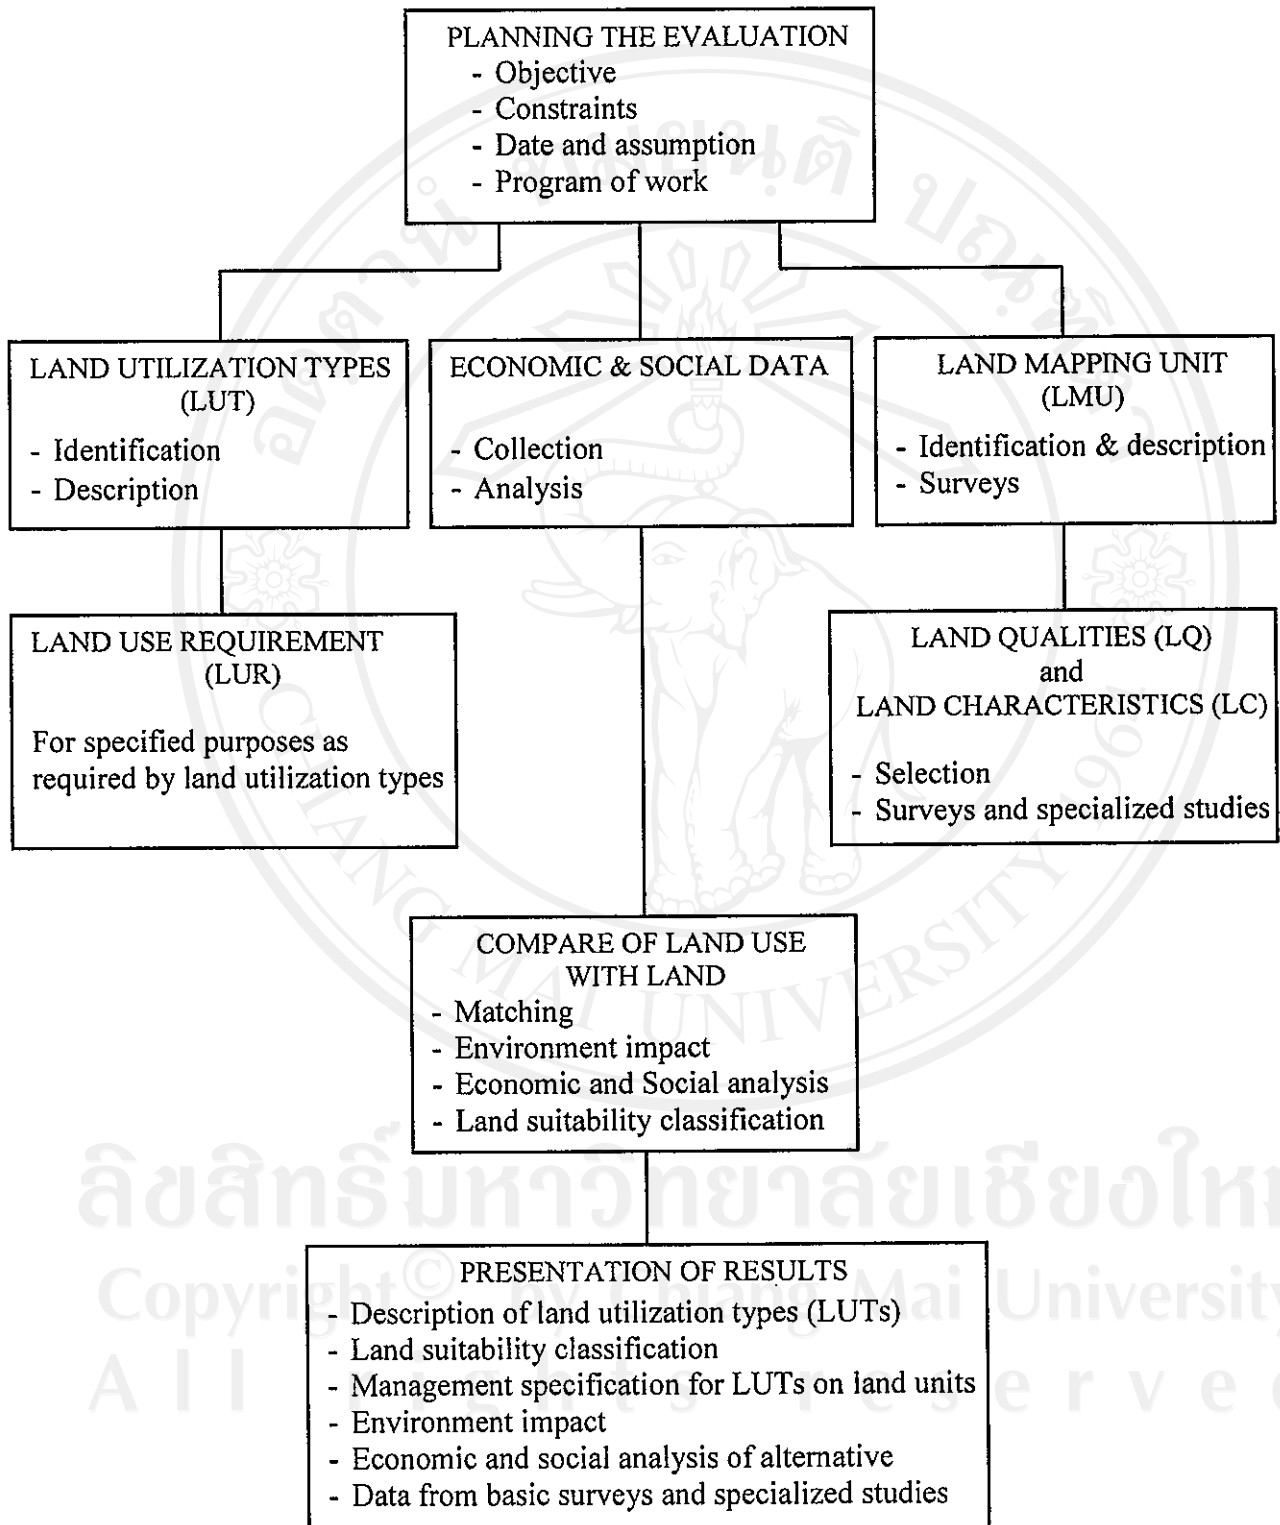 PLANNING THE EVALUATION
- Objective
- Constraints
- Date and assumption
- Program of work
LAND UTILIZATION TYPES
(LUT)
- Identification
- Description
ECONOMIC & SOCIAL DATA
- Collection
- Analysis
LAND MAPPING UNIT
(LMU)
- Identification & description
- Surveys
LAND USE REQUIREMENT
(LUR)
For specified purposes as
required by land utilization types
LAND QUALITIES (LQ)
and
LAND CHARACTERISTICS (LC)
- Selection
- Surveys and specialized studies
COMPARE OF LAND USE
WITH LAND
- Matching
- Environment impact
- Economic and Social analysis
- Land suitability classification
PRESENTATION OF RESULTS
- Description of land utilization types (LUTs)
- Land suitability classification
- Management specification for LUTs on land units
- Environment impact
- Economic and social analysis of alternative
- Data from basic surveys and specialized studies
CHIANG MAI UNIVERSITY 1964
ลิขสิทธิ์มหาวิทยาลัยเชียงใหม
Copyright© by Chiang Mai University
All rights reserve